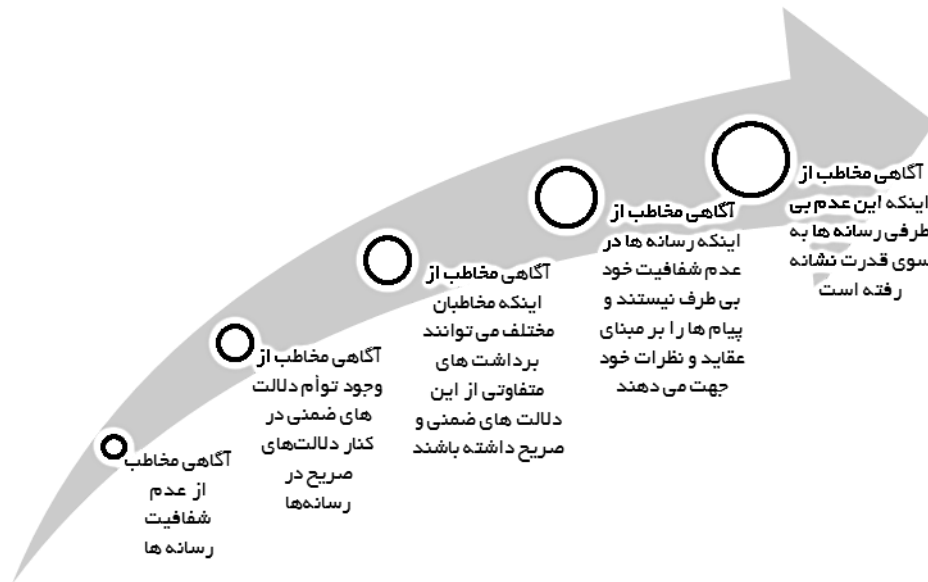 آگاهی مخاطب
از عدم
شفافیت
رسانه ها
آگاهی مخاطب از
وجود توأم دلالت
های ضمنی در
کنار دلالت‌های
صریح در
رسانه‌ها
آگاهی مخاطب از
اینکه مخاطبان
مختلف می توانند
برداشت های
متفاوتی از این
دلالت های ضمنی و
صریح داشته باشند
آگاهی مخاطب از
اینکه رسانه ها در
عدم شفافیت خود
بی طرف نیستند و
پیام ها را بر مبنای
عقاید و نظرات خود
جهت می دهند
آگاهی مخاطب از
اینکه این عدم بی
طرفی رسانه ها به
سوی قدرت نشانه
رفته است